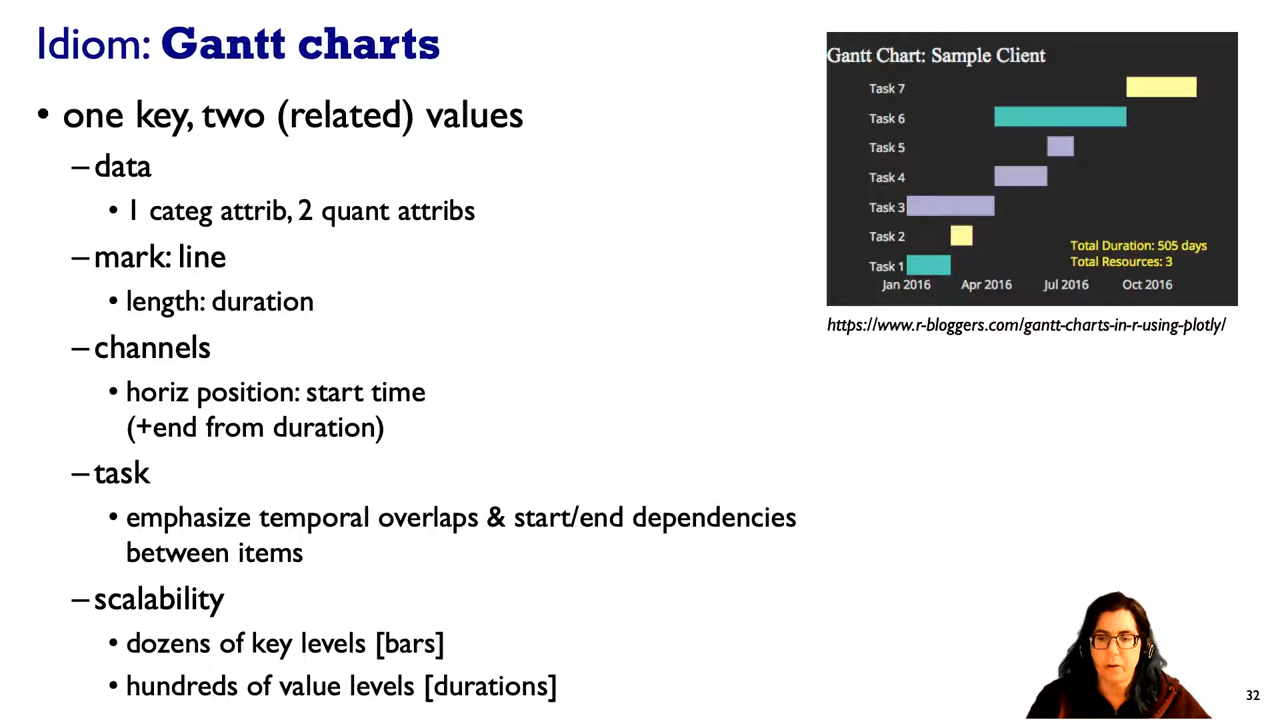 Idiom: Gantt charts
• one key, two (related) values
– data
• 1 categ attrib, 2 quant attribs
– mark: line
• length: duration
– channels
• horiz position: start time
(+end from duration)
– task
• emphasize temporal overlaps & start/end dependencies
between items
– scalability
• dozens of key levels [bars]
• hundreds of value levels [durations]
Gantt Chart: Sample Client
Task 7
Task 6
Task 5
Task 4
Task 3
Task 2
Task 1
Total Duration: 505 days
Total Resources: 3
Jan 2016 Apr 2016 Jul 2016 Oct 2016
https://www.r-bloggers.com/gantt-charts-in-r-using-plotly/
32